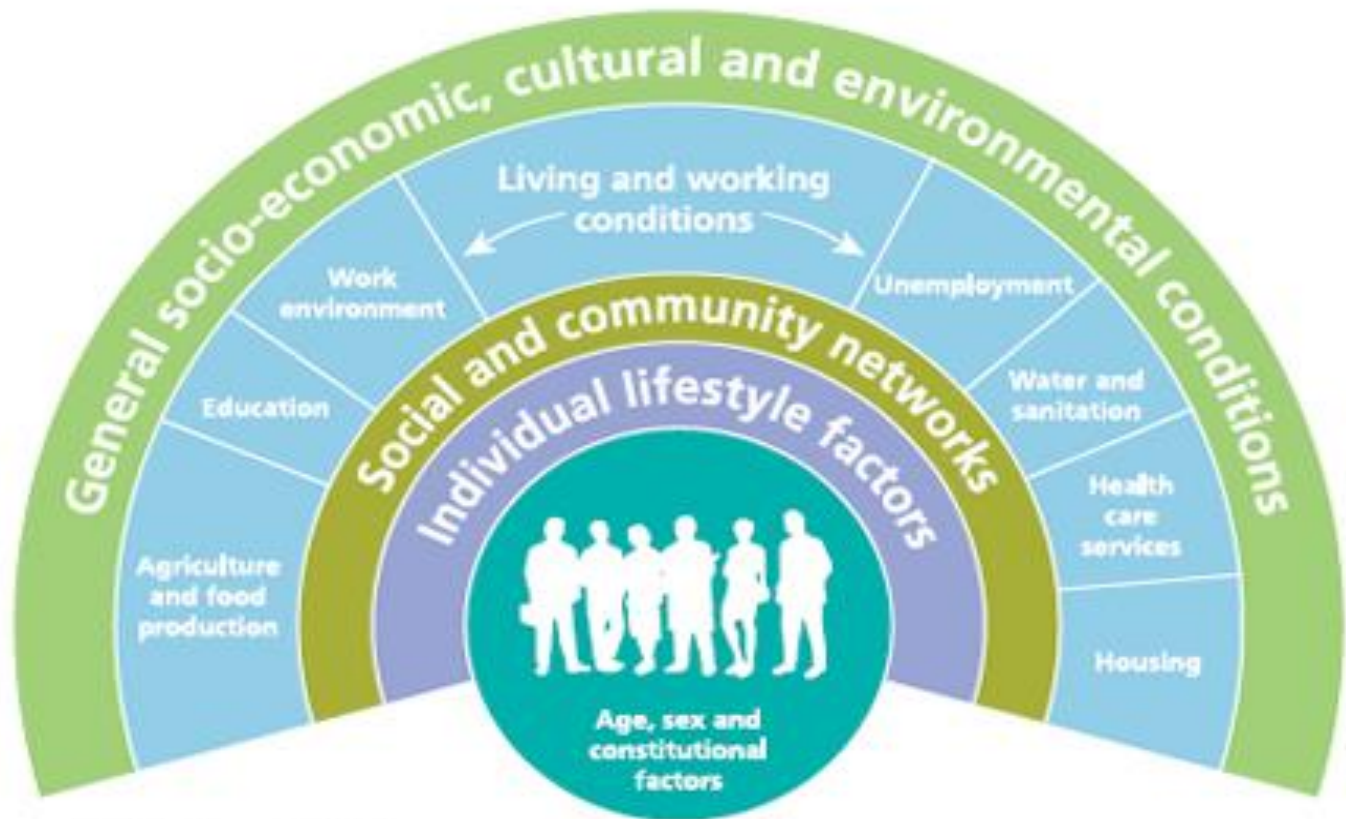 General socio-economic, cultural and environmental conditions
Living and working
conditions
Work
environment
Unemployment
Education
Water and
sanitation
Agriculture
and food
production
Health
care
services
Housing
Social and community networks
Individual lifestyle factors
Age, sex and
constitutional
factors